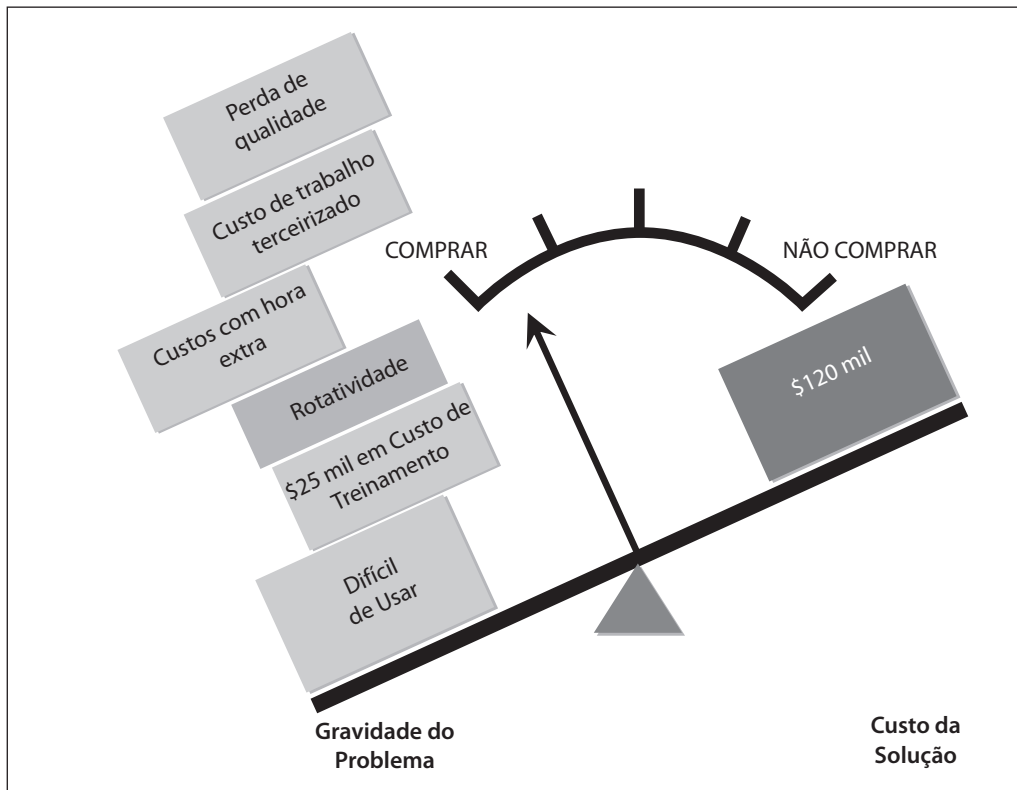 Perda de
qualidade
Custo de trabalho
terceirizado
COMPRAR
NÃO COMPRAR
Custos com hora
extra
Rotatividade
$120 mil
$25 mil em Custo de
Treinamento
Difícil
de Usar
Gravidade do
Problema
Custo da
Solução